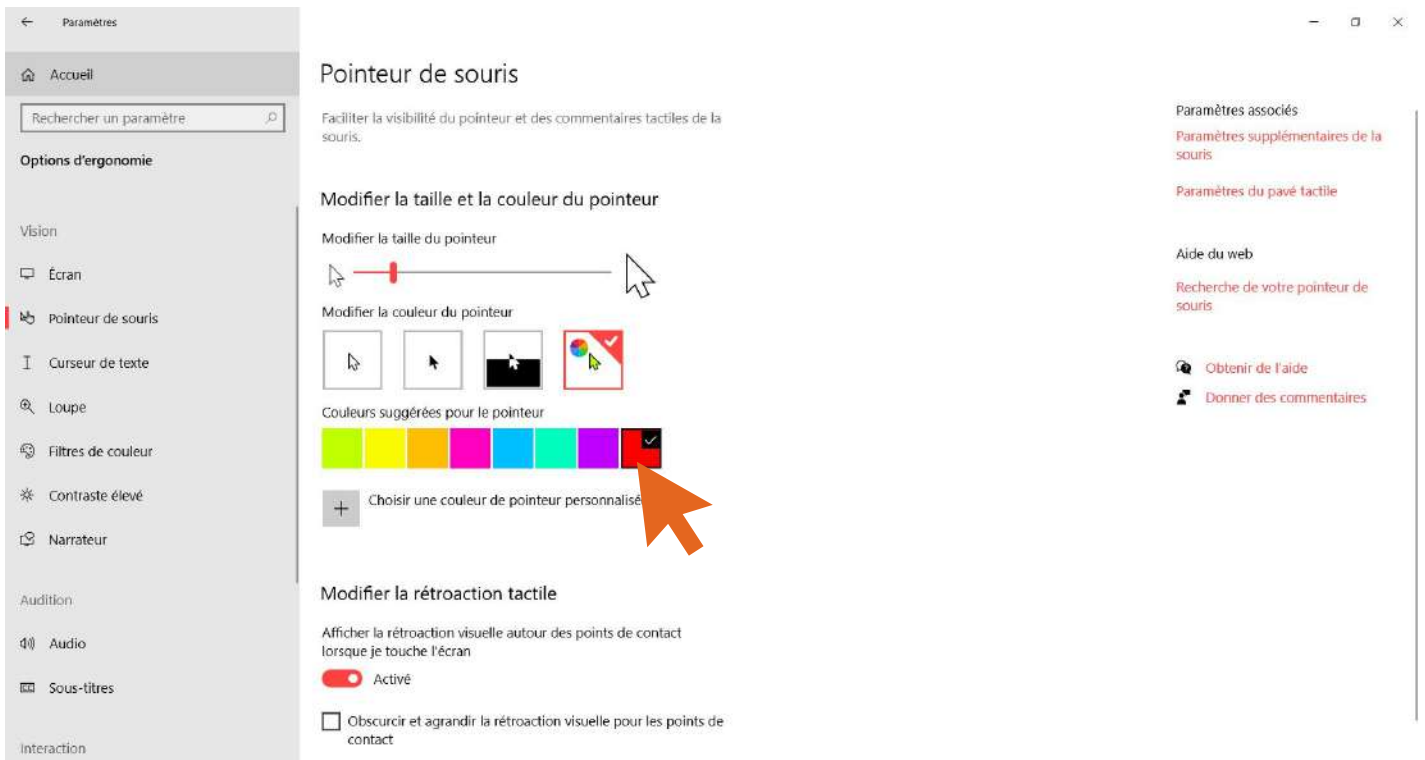 Paramètres
Accueil
Rechercher un paramètre
Options d'ergonomie
Vision
Écran
Pointeur de souris
Curseur de texte
Loupe
Filtres de couleur
Contraste élevé
Narrateur
Audition
Audio
Sous-titres
Interaction
Pointeur de souris
Faciliter la visibilité du pointeur et des commentaires tactiles de la
souris.
Modifier la taille et la couleur du pointeur
Modifier la taille du pointeur
Modifier la couleur du pointeur
Couleurs suggérées pour le pointeur
Choisir une couleur de pointeur personnalisé
Modifier la rétroaction tactile
Afficher la rétroaction visuelle autour des points de contact
lorsque je touche l'écran
Activé
Obscurcir et agrandir la rétroaction visuelle pour les points de
contact
Paramètres associés
Paramètres supplémentaires de la
souris
Paramètres du pavé tactile
Aide du web
Recherche de votre pointeur de
souris
Obtenir de l'aide
Donner des commentaires